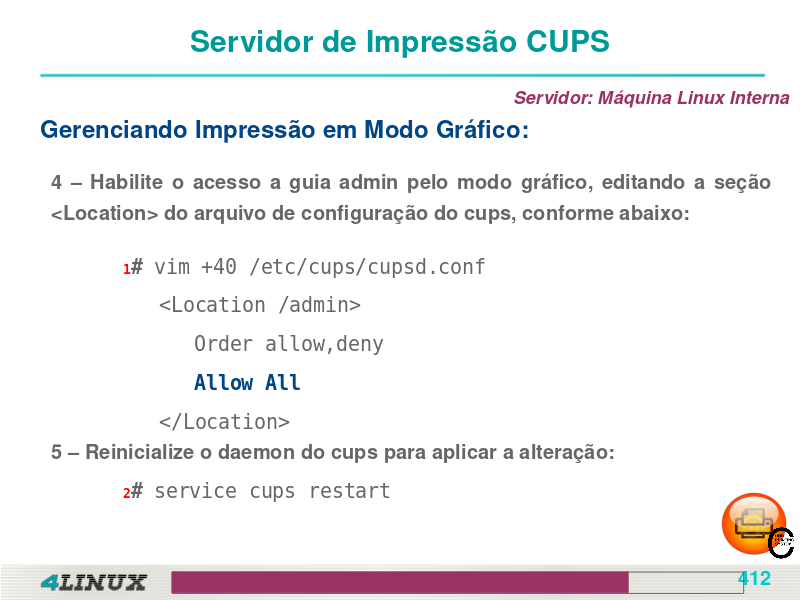 Servidor de Impressão CUPS
Servidor: Máquina Linux Interna
Gerenciando Impressão em Modo Gráfico:
4 – Habilite o acesso a guia admin pelo modo gráfico, editando a seção
<Location> do arquivo de configuração do cups, conforme abaixo:
1# vim +40 /etc/cups/cupsd.conf
<Location /admin>
Order allow,deny
Allow All
</Location>
5 – Reinicialize o daemon do cups para aplicar a alteração:
2# service cups restart
4LINUX
412